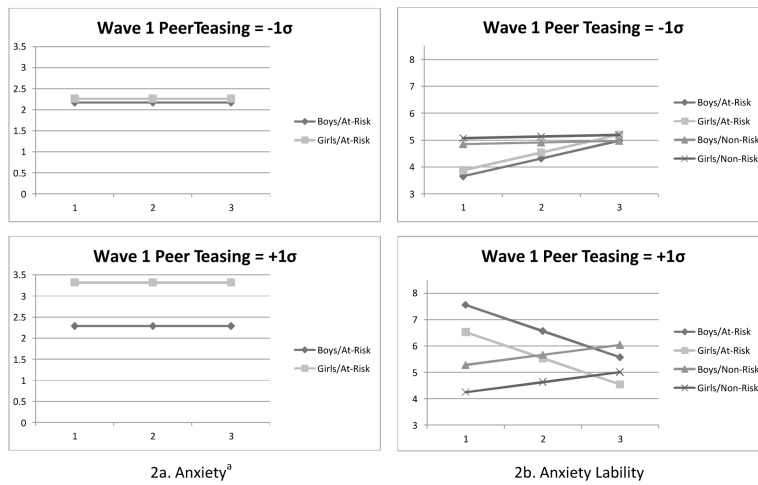 Wave 1 PeerTeasing = -1σ
3.5
3
2.5
2
1.5
1
0.5
0
1 2 3
Boys/At-Risk
Girls/At-Risk
Wave 1 Peer Teasing = -1σ
8
7
6
5
4
3
1 2 3
Boys/At-Risk
Girls/At-Risk
Boys/Non-Risk
Girls/Non-Risk
Wave 1 Peer Teasing = +1σ
3.5
3
2.5
2
1.5
1
0.5
0
1 2 3
Boys/At-Risk
Girls/At-Risk
Wave 1 Peer Teasing = +1σ
8
7
6
5
4
3
1 2 3
Boys/At-Risk
Girls/At-Risk
Boys/Non-Risk
Girls/Non-Risk
2a. Anxietyᵃ
2b. Anxiety Lability